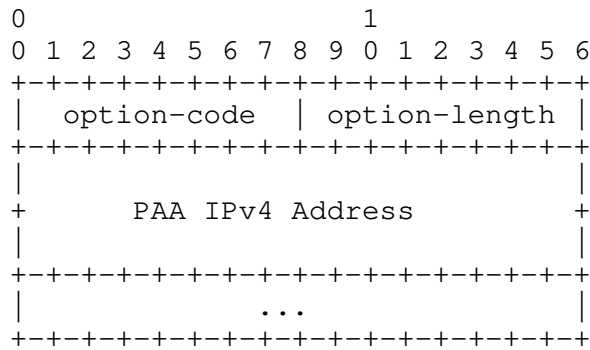 0                   1
0 1 2 3 4 5 6 7 8 9 0 1 2 3 4 5 6
+-+-+-+-+-+-+-+-+-+-+-+-+-+-+-+-+
|  option-code  | option-length |
+-+-+-+-+-+-+-+-+-+-+-+-+-+-+-+-+
|                               |
+       PAA IPv4 Address        +
|                               |
+-+-+-+-+-+-+-+-+-+-+-+-+-+-+-+-+
|              ...              |
+-+-+-+-+-+-+-+-+-+-+-+-+-+-+-+-+